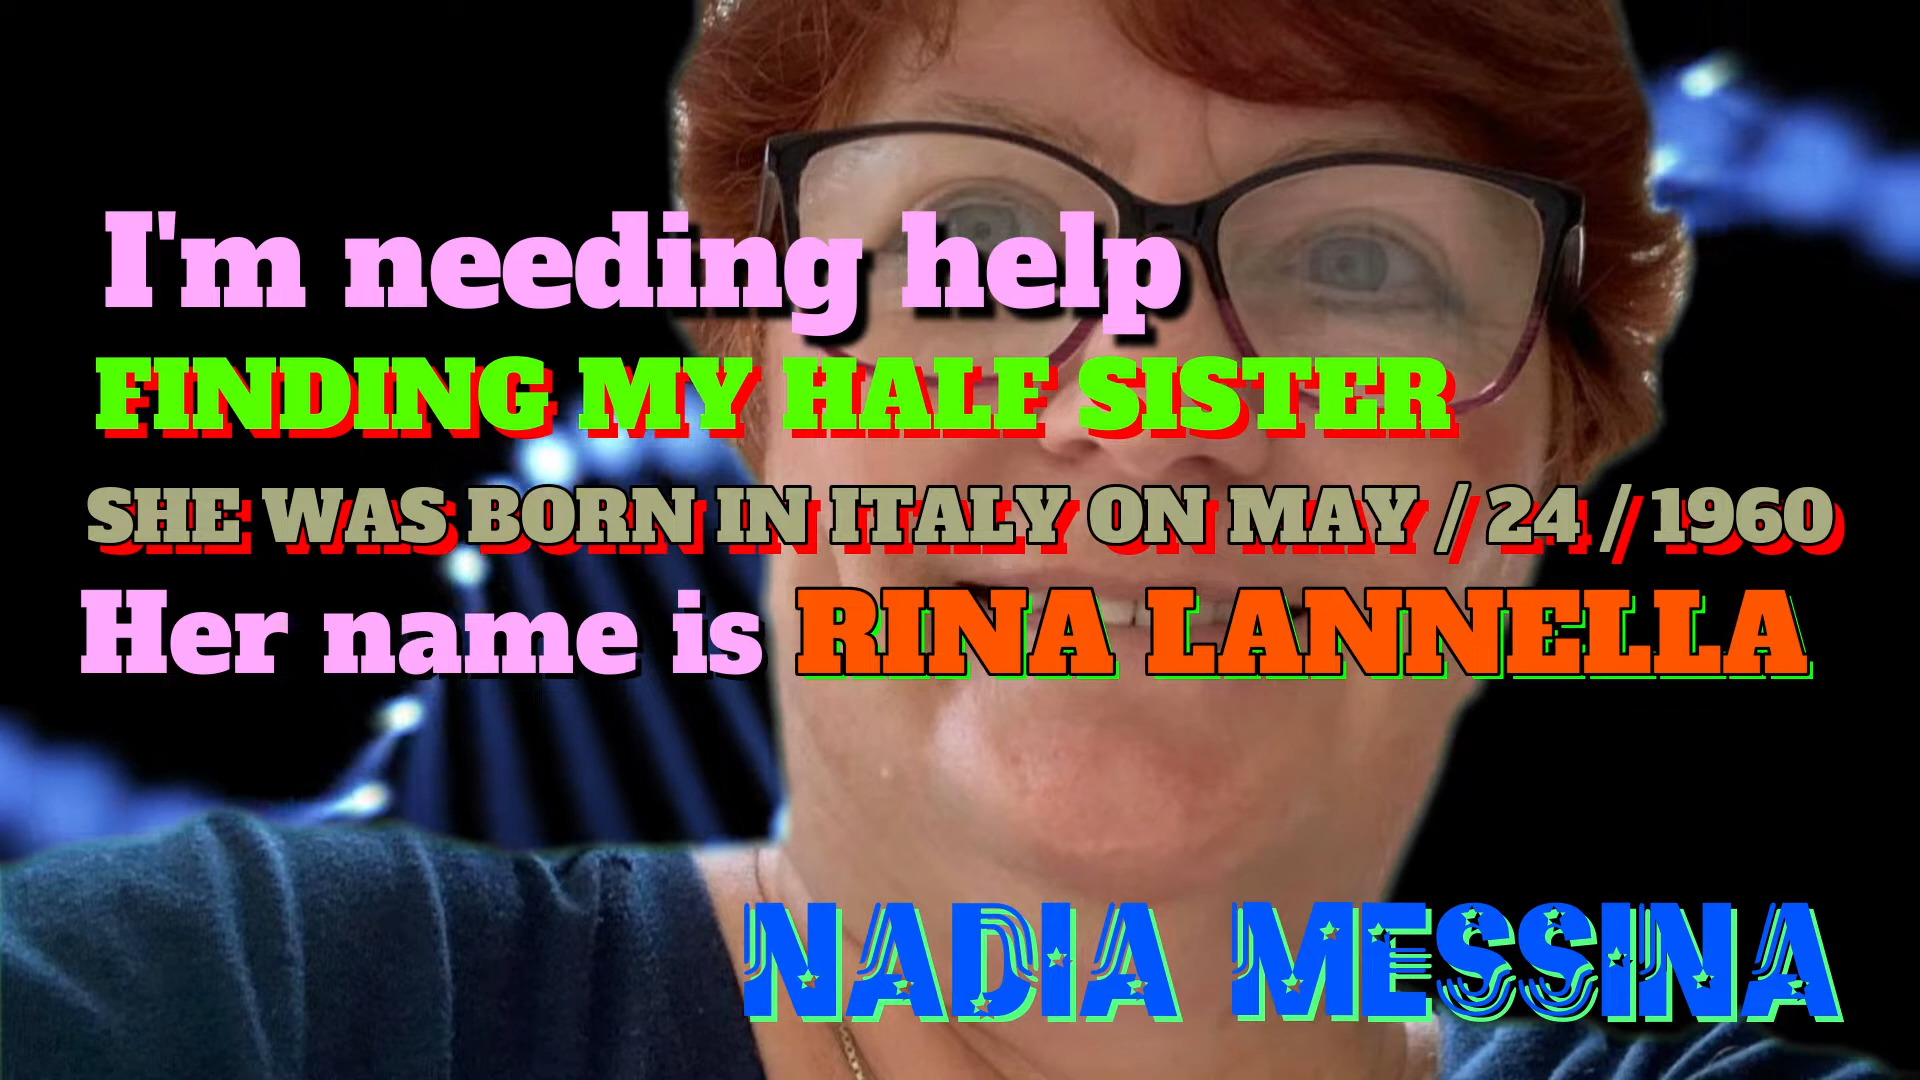 I'm needing help
FINDING MY HALF SISTER
SHE WAS BORN IN ITALY ON MAY / 24 / 1960
Her name is RINA LANNELLA
NADIA MESSINA